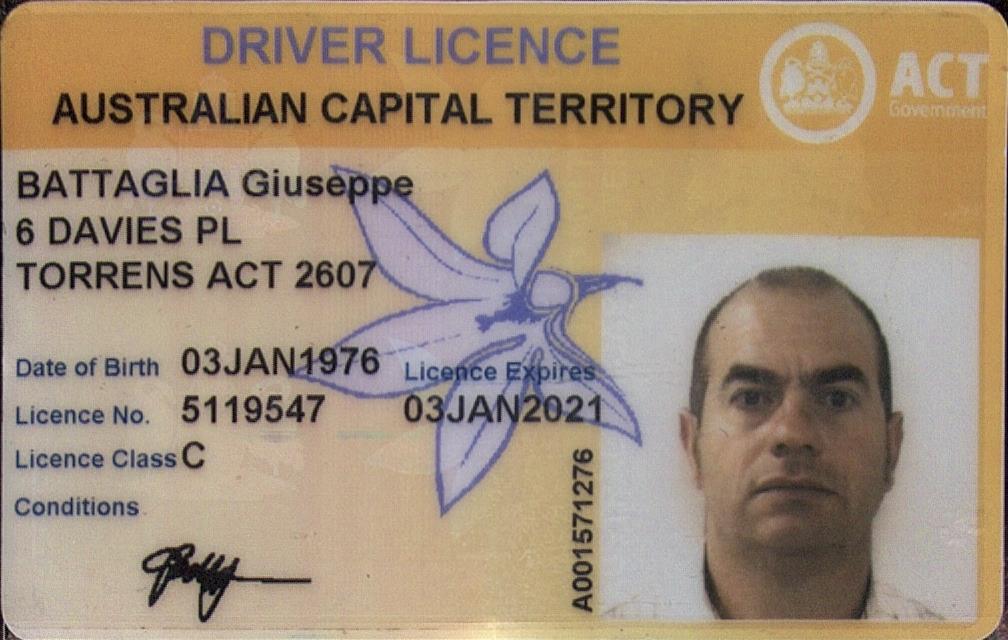 DRIVER LICENCE
AUSTRALIAN CAPITAL TERRITORY
ACT
Government
BATTAGLIA Giuseppe
6 DAVIES PL
TORRENS ACT 2607
Date of Birth 03JAN1976
Licence Expires
Licence No. 5119547
03JAN2021
Licence Class C
Conditions
A001571276